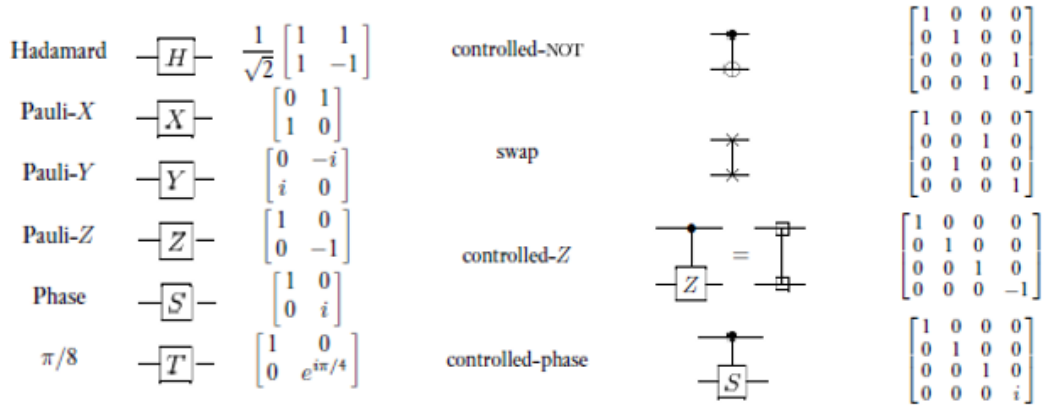 Hadamard H 1/√2 [1 1; 1 −1]
Pauli-X X [0 1; 1 0]
Pauli-Y Y [0 −i; i 0]
Pauli-Z Z [1 0; 0 −1]
Phase S [1 0; 0 i]
π/8 T [1 0; 0 e^{iπ/4}]
controlled-NOT [1 0 0 0; 0 1 0 0; 0 0 0 1; 0 0 1 0]
swap [1 0 0 0; 0 0 1 0; 0 1 0 0; 0 0 0 1]
controlled-Z Z = [1 0 0 0; 0 1 0 0; 0 0 1 0; 0 0 0 −1]
controlled-phase S [1 0 0 0; 0 1 0 0; 0 0 1 0; 0 0 0 i]